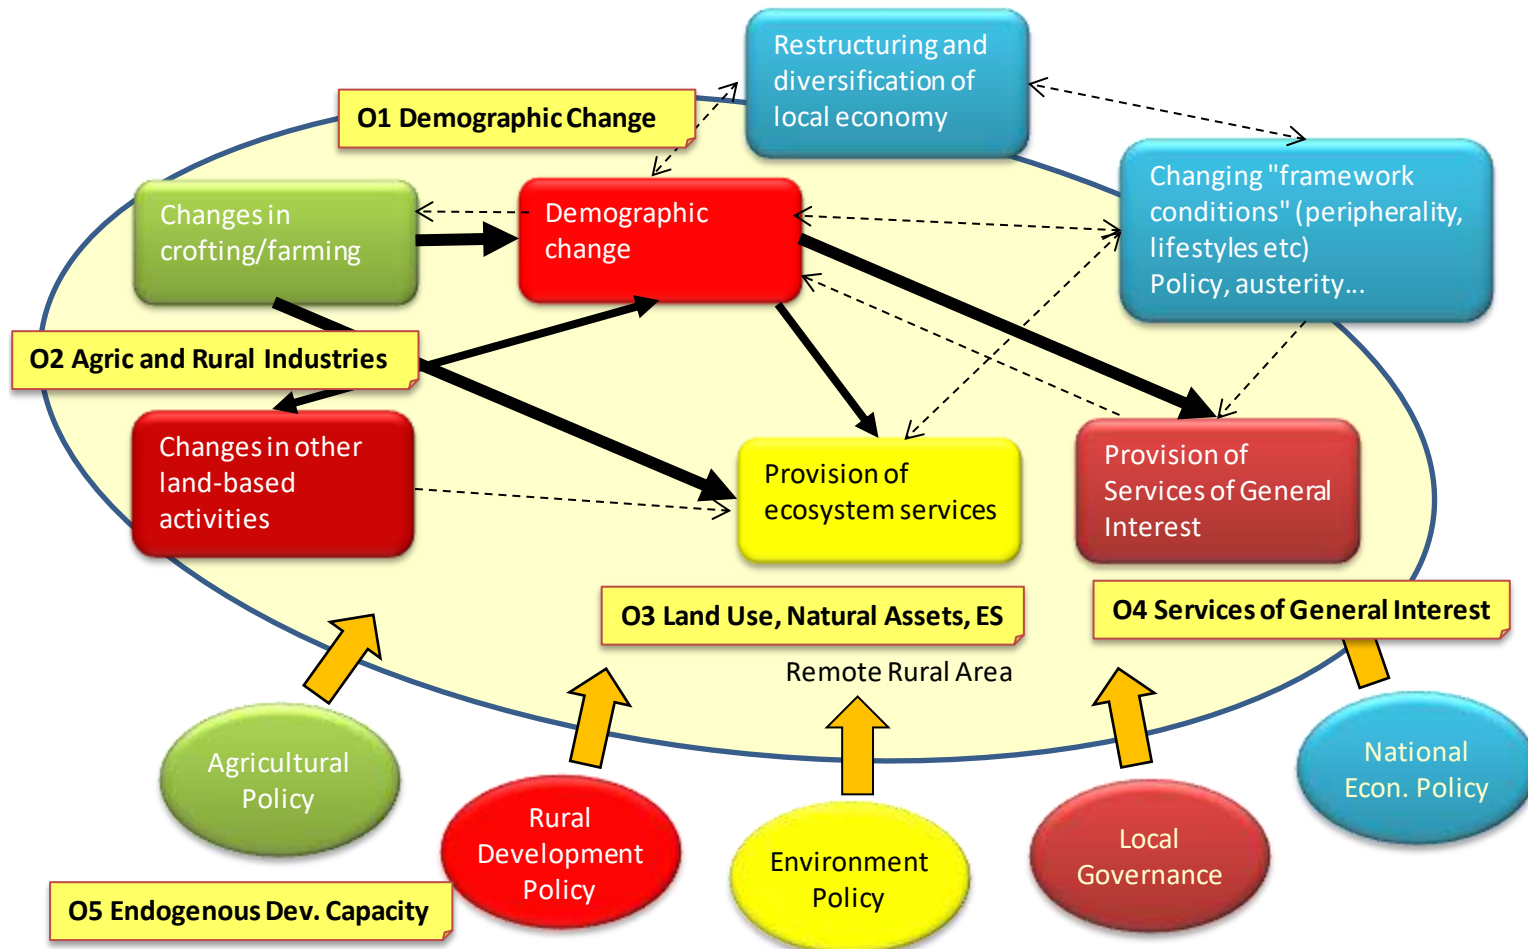 Restructuring and
diversification of
local economy
O1 Demographic Change
Changes in
crofting/farming
Demographic
change
Changing "framework
conditions" (peripherality,
lifestyles etc)
Policy, austerity...
O2 Agric and Rural Industries
Changes in other
land-based
activities
Provision of
ecosystem services
Provision of
Services of General
Interest
O3 Land Use, Natural Assets, ES
O4 Services of General Interest
Remote Rural Area
Agricultural
Policy
Rural
Development
Policy
Environment
Policy
Local
Governance
National
Econ. Policy
O5 Endogenous Dev. Capacity